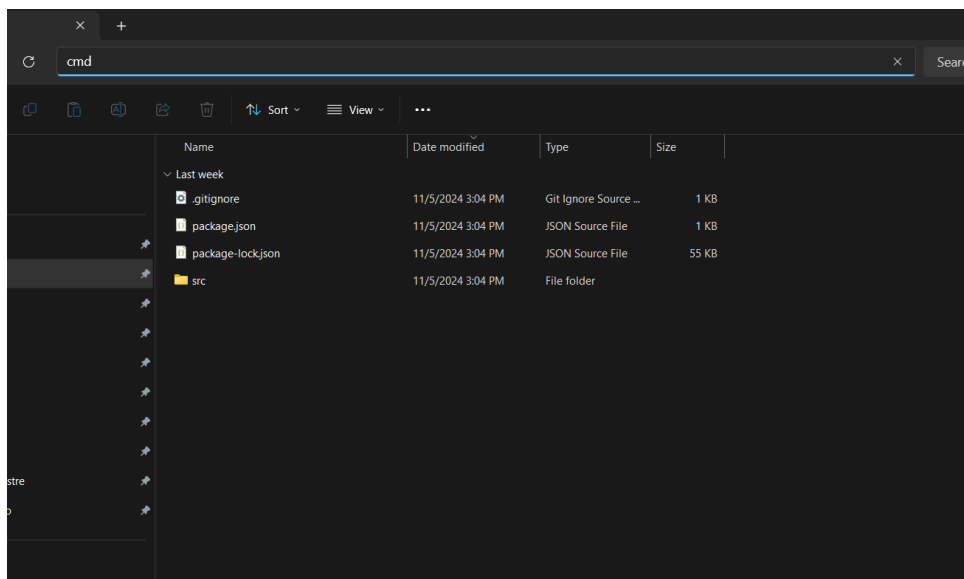 cmd
Sear
Sort
View
Name Date modified Type Size
Last week
.gitignore 11/5/2024 3:04 PM Git Ignore Source ... 1 KB
package.json 11/5/2024 3:04 PM JSON Source File 1 KB
package-lock.json 11/5/2024 3:04 PM JSON Source File 55 KB
src 11/5/2024 3:04 PM File folder
stre